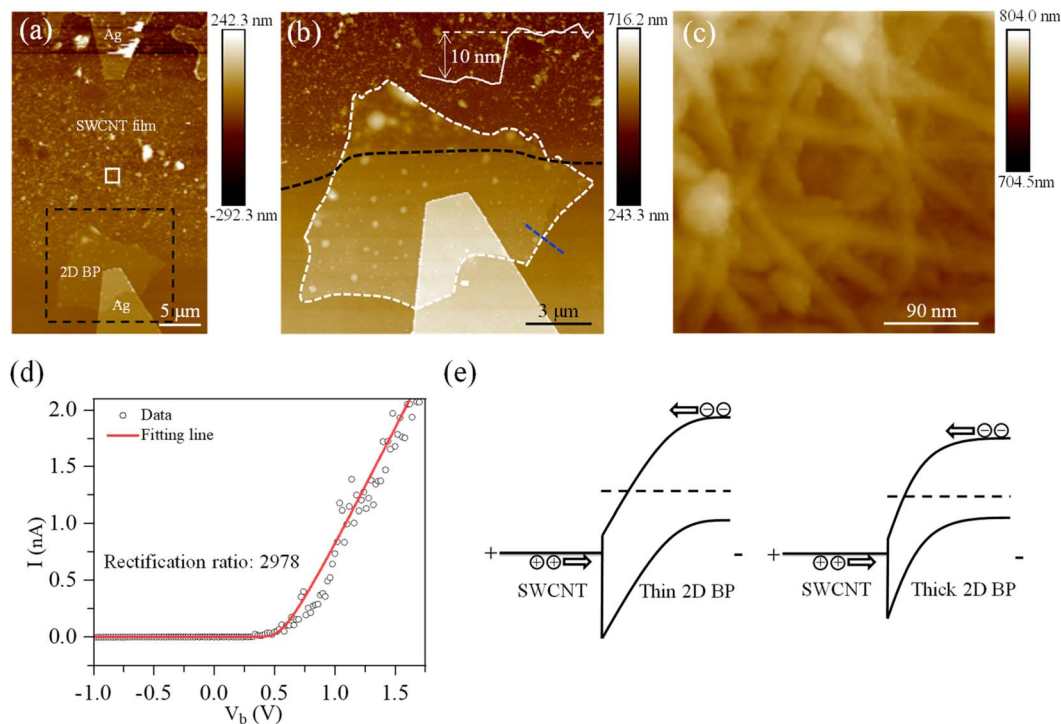 (a)
Ag
SWCNT film
2D BP
Ag
5 μm
242.3 nm
-292.3 nm
(b)
10 nm
3 μm
716.2 nm
243.3 nm
(c)
90 nm
804.0 nm
704.5nm
(d)
2.0
1.5
1.0
0.5
0.0
I (nA)
Data
Fitting line
Rectification ratio: 2978
-1.0 -0.5 0.0 0.5 1.0 1.5
V_b (V)
(e)
+
⊕⊕
SWCNT
⊖⊖
Thin 2D BP
-
+
⊕⊕
SWCNT
⊖⊖
Thick 2D BP
-